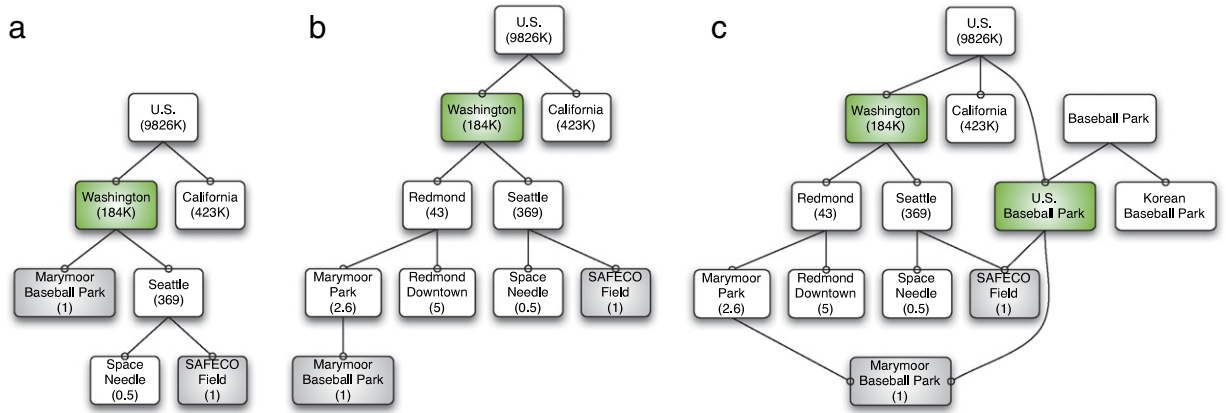 a
U.S.
(9826K)
Washington
(184K)
California
(423K)
Marymoor
Baseball Park
(1)
Seattle
(369)
Space
Needle
(0.5)
SAFECO
Field
(1)
b
U.S.
(9826K)
Washington
(184K)
California
(423K)
Redmond
(43)
Seattle
(369)
Marymoor
Park
(2.6)
Redmond
Downtown
(5)
Space
Needle
(0.5)
SAFECO
Field
(1)
Marymoor
Baseball Park
(1)
c
U.S.
(9826K)
Washington
(184K)
California
(423K)
Baseball Park
Redmond
(43)
Seattle
(369)
U.S.
Baseball Park
Korean
Baseball Park
Marymoor
Park
(2.6)
Redmond
Downtown
(5)
Space
Needle
(0.5)
SAFECO
Field
(1)
Marymoor
Baseball Park
(1)